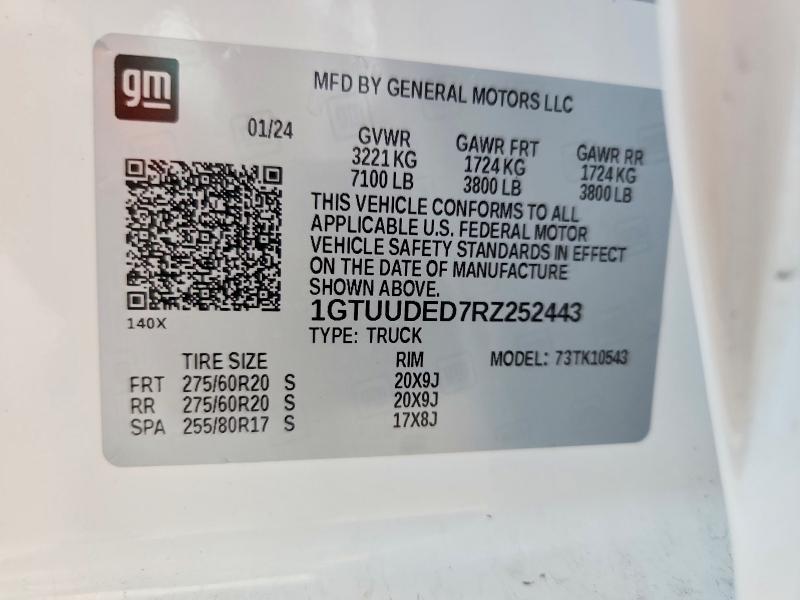 gm
MFD BY GENERAL MOTORS LLC
01/24
GVWR
3221 KG
7100 LB
GAWR FRT
1724 KG
3800 LB
GAWR RR
1724 KG
3800 LB
THIS VEHICLE CONFORMS TO ALL
APPLICABLE U.S. FEDERAL MOTOR
VEHICLE SAFETY STANDARDS IN EFFECT
ON THE DATE OF MANUFACTURE
SHOWN ABOVE.
1GTUUDED7RZ252443
140X
TYPE: TRUCK
TIRE SIZE RIM MODEL: 73TK10543
FRT 275/60R20 S 20X9J
RR 275/60R20 S 20X9J
SPA 255/80R17 S 17X8J